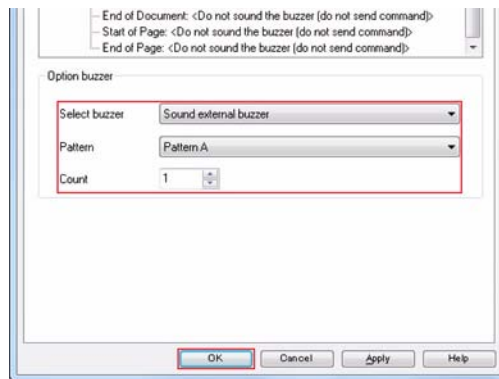 End of Document: <Do not sound the buzzer (do not send command)>
Start of Page: <Do not sound the buzzer (do not send command)>
End of Page: <Do not sound the buzzer (do not send command)>
Option buzzer
Select buzzer Sound external buzzer
Pattern Pattern A
Count 1
OK Cancel Apply Help